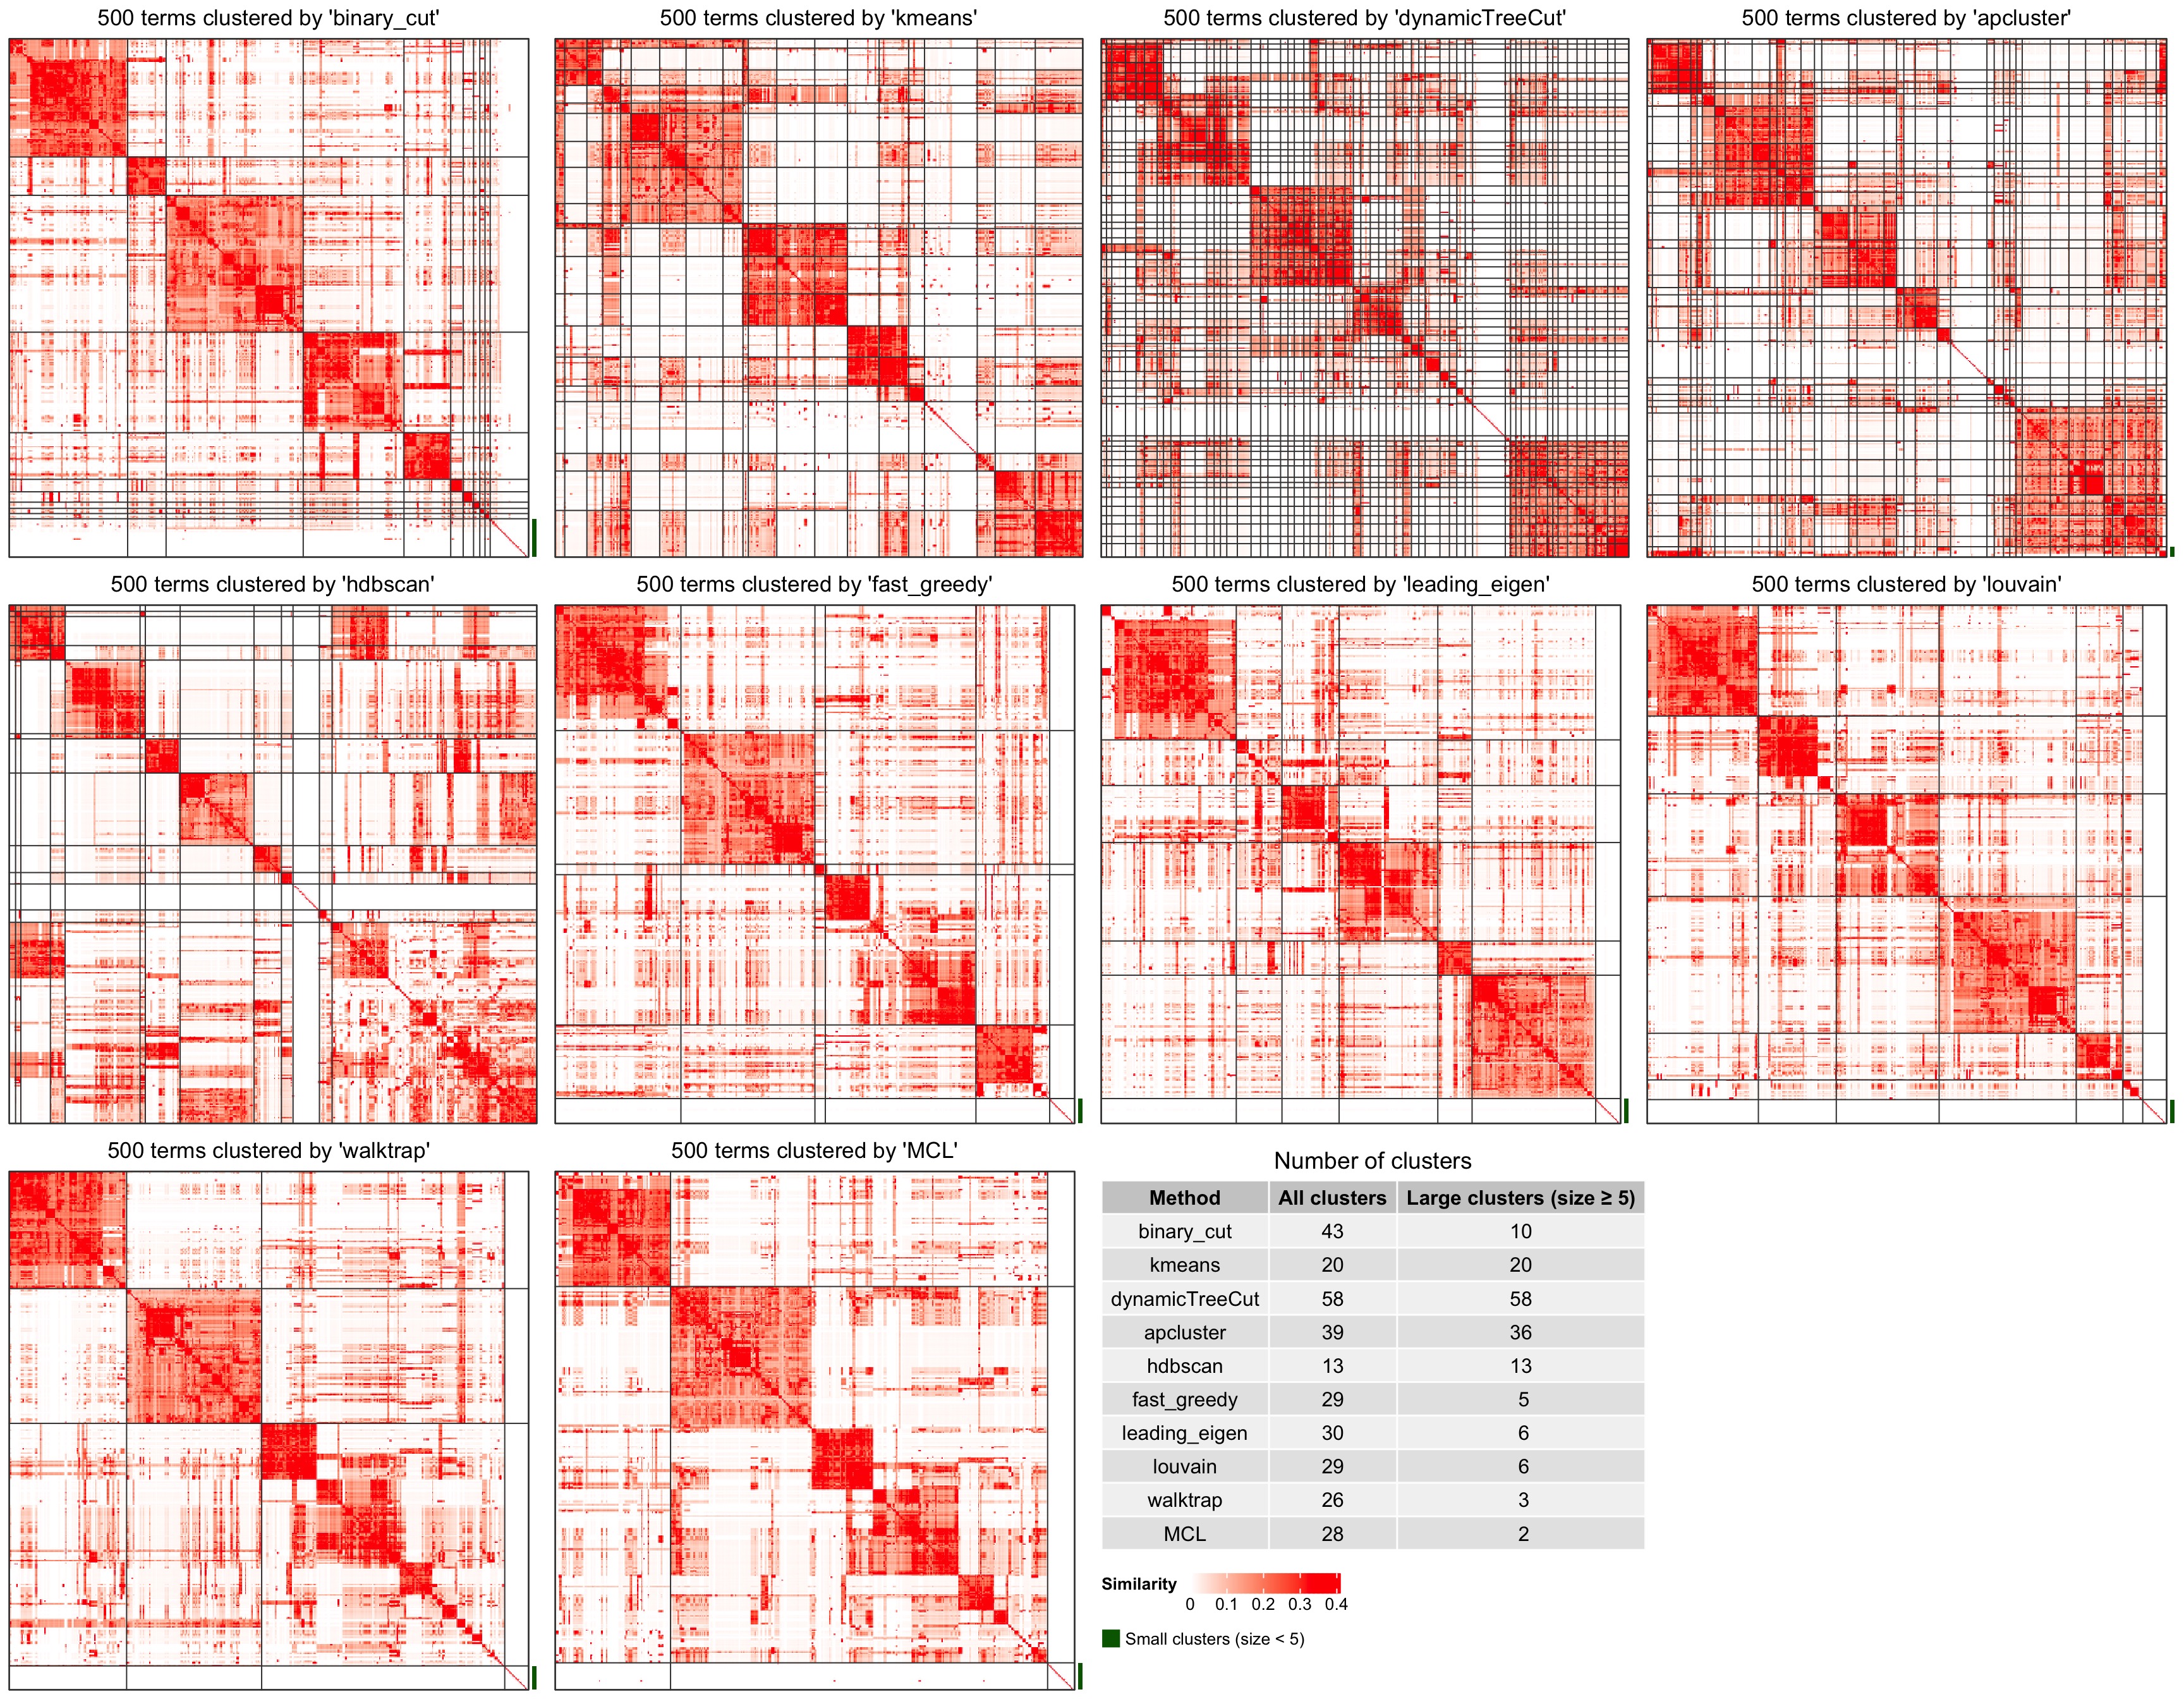 500 terms clustered by 'binary_cut'
500 terms clustered by 'kmeans'
500 terms clustered by 'dynamicTreeCut'
500 terms clustered by 'apcluster'
500 terms clustered by 'hdbscan'
500 terms clustered by 'fast_greedy'
500 terms clustered by 'leading_eigen'
500 terms clustered by 'louvain'
500 terms clustered by 'walktrap'
500 terms clustered by 'MCL'
Number of clusters
Method All clusters Large clusters (size ≥ 5)
binary_cut 43 10
kmeans 20 20
dynamicTreeCut 58 58
apcluster 39 36
hdbscan 13 13
fast_greedy 29 5
leading_eigen 30 6
louvain 29 6
walktrap 26 3
MCL 28 2
Similarity
0 0.1 0.2 0.3 0.4
Small clusters (size < 5)